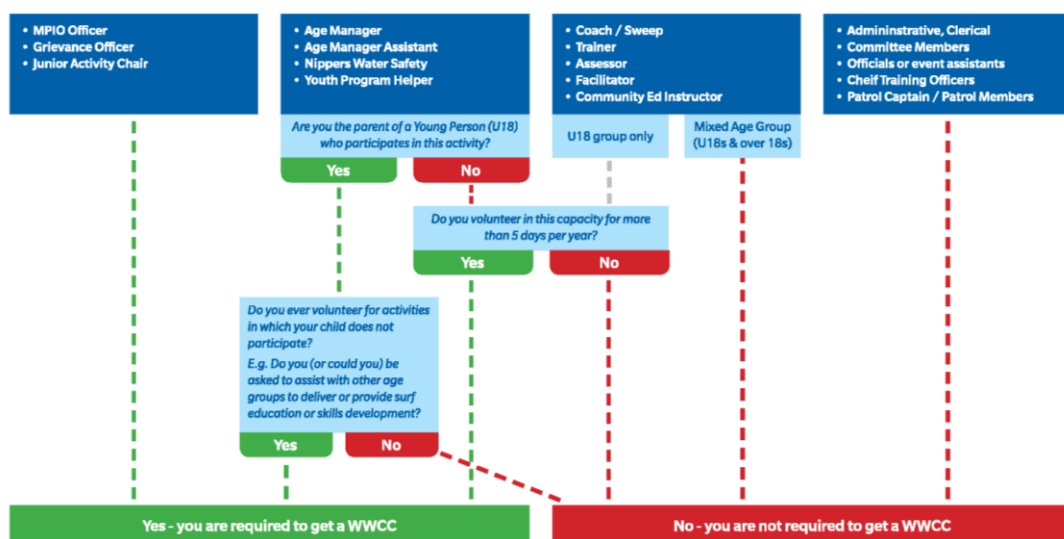 • MPIO Officer
• Grievance Officer
• Junior Activity Chair
• Age Manager
• Age Manager Assistant
• Nippers Water Safety
• Youth Program Helper
Are you the parent of a Young Person (U18)
who participates in this activity?
Yes
No
• Coach / Sweep
• Trainer
• Assessor
• Facilitator
• Community Ed Instructor
U18 group only
Mixed Age Group
(U18s & over 18s)
• Admininstrative, Clerical
• Committee Members
• Officials or event assistants
• Cheif Training Officers
• Patrol Captain / Patrol Members
Do you volunteer in this capacity for more
than 5 days per year?
Yes
No
Do you ever volunteer for activities
in which your child does not
participate?
E.g. Do you (or could you) be
asked to assist with other age
groups to deliver or provide surf
education or skills development?
Yes
No
Yes - you are required to get a WWCC
No - you are not required to get a WWCC